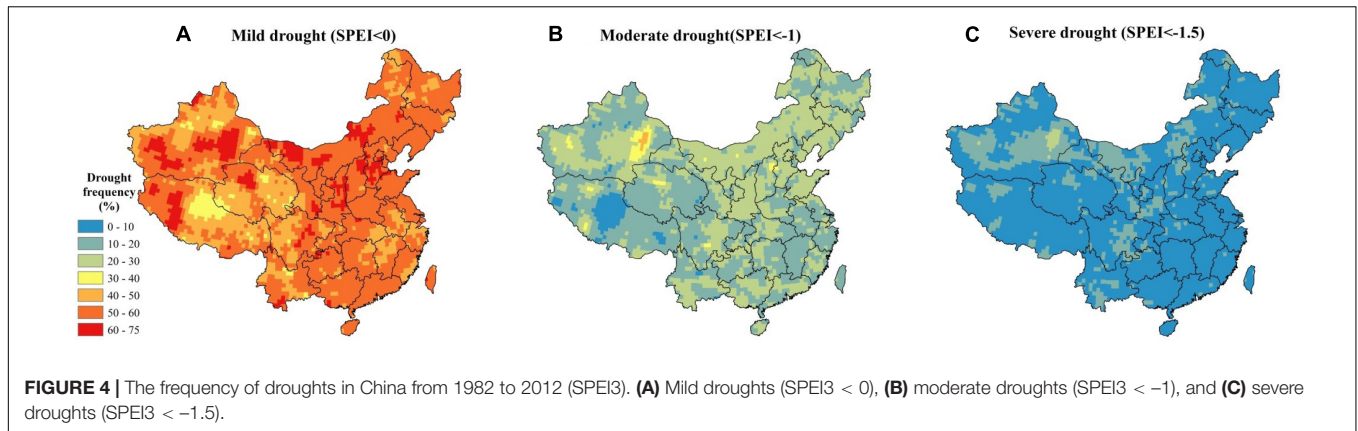 A Mild drought (SPEI<0)
B Moderate drought(SPEI<-1)
C Severe drought (SPEI<-1.5)
Drought
frequency
(%)
0 - 10
10 - 20
20 - 30
30 - 40
40 - 50
50 - 60
60 - 75
FIGURE 4 | The frequency of droughts in China from 1982 to 2012 (SPEI3). (A) Mild droughts (SPEI3 < 0), (B) moderate droughts (SPEI3 < –1), and (C) severe
droughts (SPEI3 < –1.5).